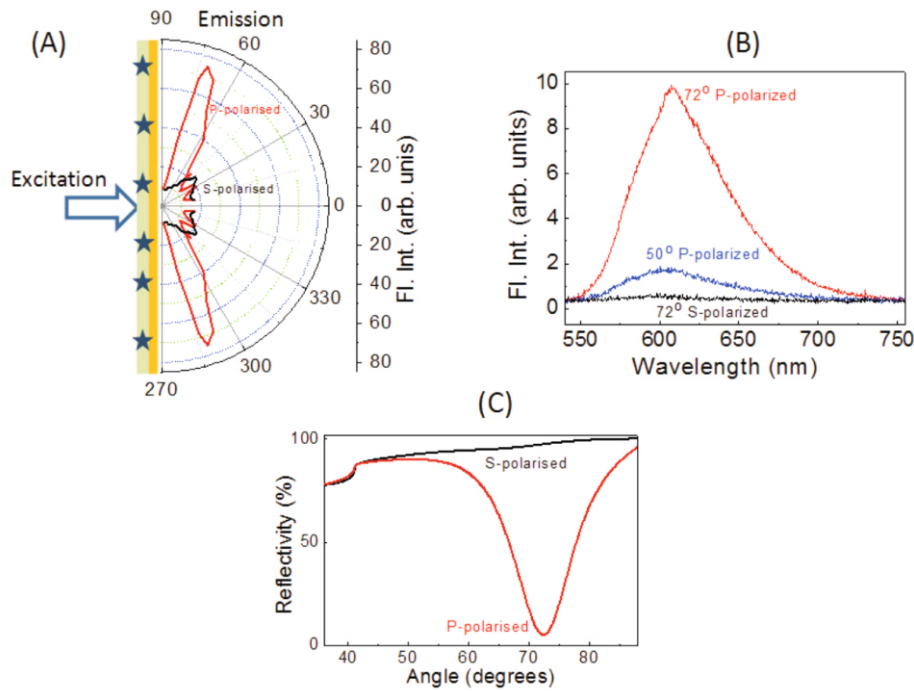 (A)
Emission
90
60
30
0
330
300
270
P-polarised
S-polarised
Excitation
80
60
40
20
0
20
40
60
80
Fl. Int. (arb. unis)
(B)
10
8
6
4
2
0
Fl. Int. (arb. units)
72° P-polarized
50° P-polarized
72° S-polarized
550 600 650 700 750
Wavelength (nm)
(C)
100
50
0
Reflectivity (%)
S-polarised
P-polarised
40 50 60 70 80
Angle (degrees)